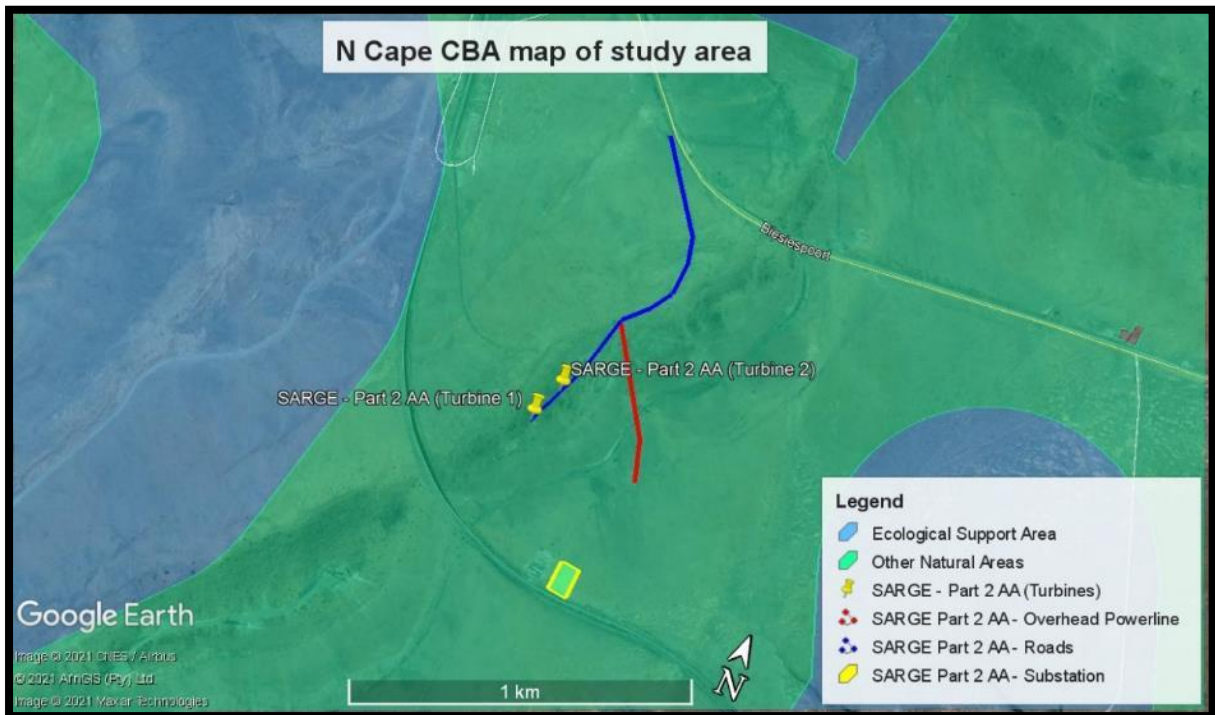 N Cape CBA map of study area
Biesiespoort
SARGE - Part 2 AA (Turbine 2)
SARGE - Part 2 AA (Turbine 1)
Legend
Ecological Support Area
Other Natural Areas
SARGE - Part 2 AA (Turbines)
SARGE Part 2 AA - Overhead Powerline
SARGE Part 2 AA - Roads
SARGE Part 2 AA - Substation
Google Earth
Image © 2021 CNES / Airbus
© 2021 AfriGIS (Pty) Ltd.
Image © 2021 Maxar Technologies
1 km
N